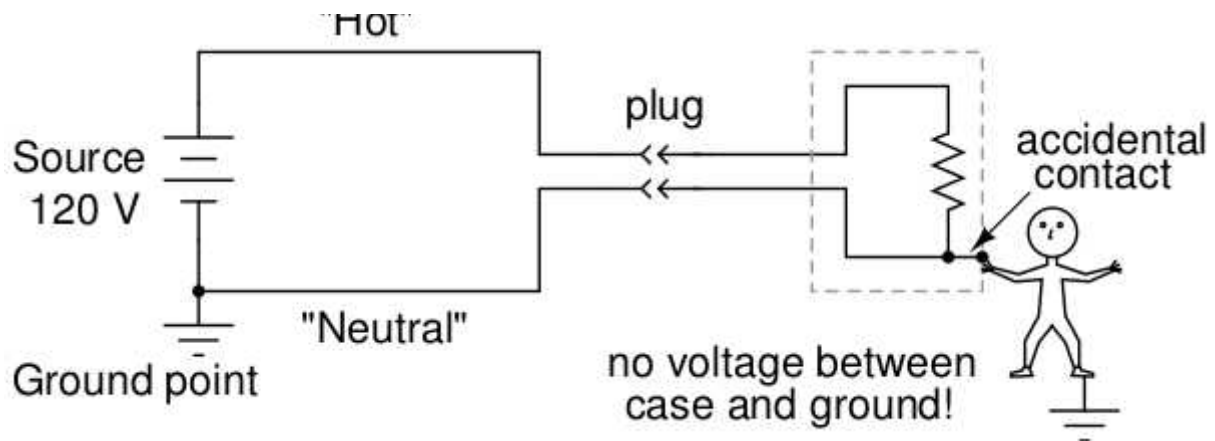 "Hot"
plug
Source
120 V
accidental
contact
"Neutral"
Ground point
no voltage between
case and ground!